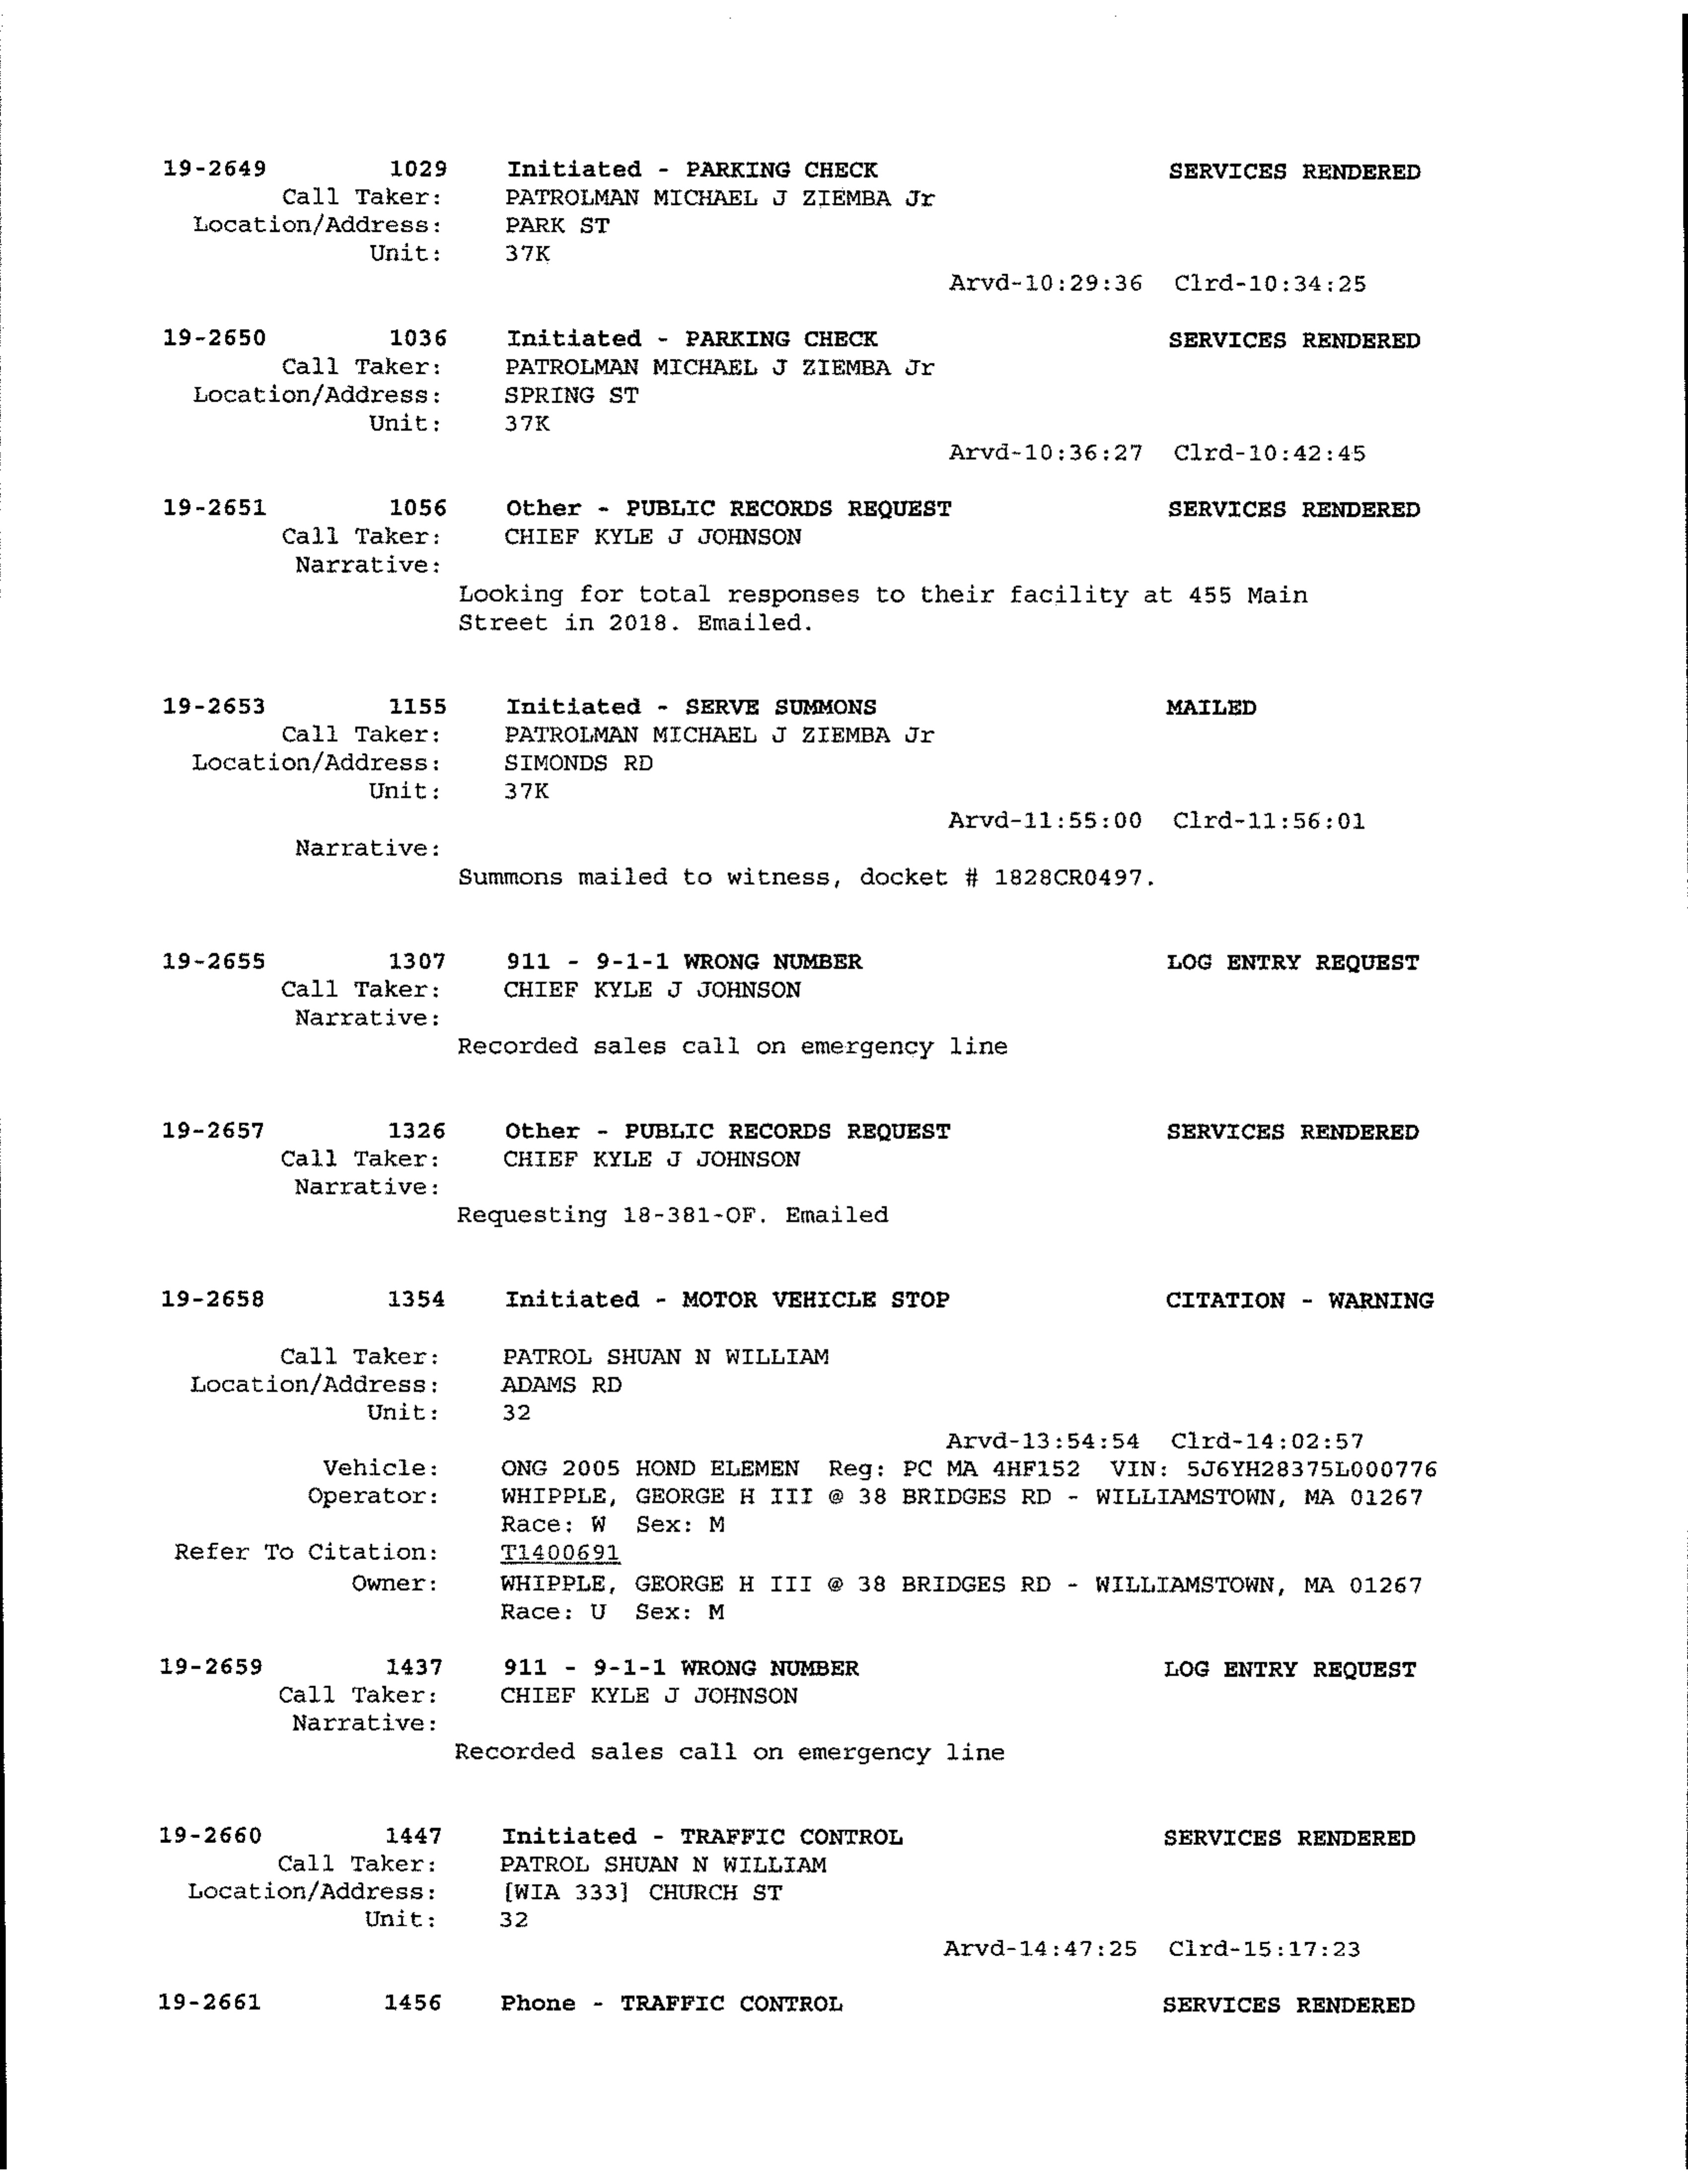 19-2649 1029 Initiated - PARKING CHECK SERVICES RENDERED
Call Taker: PATROLMAN MICHAEL J ZIEMBA Jr
Location/Address: PARK ST
Unit: 37K
Arvd-10:29:36 Clrd-10:34:25
19-2650 1036 Initiated - PARKING CHECK SERVICES RENDERED
Call Taker: PATROLMAN MICHAEL J ZIEMBA Jr
Location/Address: SPRING ST
Unit: 37K
Arvd-10:36:27 Clrd-10:42:45
19-2651 1056 Other - PUBLIC RECORDS REQUEST SERVICES RENDERED
Call Taker: CHIEF KYLE J JOHNSON
Narrative:
Looking for total responses to their facility at 455 Main
Street in 2018. Emailed.
19-2653 1155 Initiated - SERVE SUMMONS MAILED
Call Taker: PATROLMAN MICHAEL J ZIEMBA Jr
Location/Address: SIMONDS RD
Unit: 37K
Arvd-11:55:00 Clrd-11:56:01
Narrative:
Summons mailed to witness, docket # 1828CR0497.
19-2655 1307 911 - 9-1-1 WRONG NUMBER LOG ENTRY REQUEST
Call Taker: CHIEF KYLE J JOHNSON
Narrative:
Recorded sales call on emergency line
19-2657 1326 Other - PUBLIC RECORDS REQUEST SERVICES RENDERED
Call Taker: CHIEF KYLE J JOHNSON
Narrative:
Requesting 18-381-OF. Emailed
19-2658 1354 Initiated - MOTOR VEHICLE STOP CITATION - WARNING
Call Taker: PATROL SHUAN N WILLIAM
Location/Address: ADAMS RD
Unit: 32
Arvd-13:54:54 Clrd-14:02:57
Vehicle: ONG 2005 HOND ELEMEN Reg: PC MA 4HF152 VIN: 5J6YH28375L000776
Operator: WHIPPLE, GEORGE H III @ 38 BRIDGES RD - WILLIAMSTOWN, MA 01267
Race: W Sex: M
Refer To Citation: T1400691
Owner: WHIPPLE, GEORGE H III @ 38 BRIDGES RD - WILLIAMSTOWN, MA 01267
Race: U Sex: M
19-2659 1437 911 - 9-1-1 WRONG NUMBER LOG ENTRY REQUEST
Call Taker: CHIEF KYLE J JOHNSON
Narrative:
Recorded sales call on emergency line
19-2660 1447 Initiated - TRAFFIC CONTROL SERVICES RENDERED
Call Taker: PATROL SHUAN N WILLIAM
Location/Address: [WIA 333] CHURCH ST
Unit: 32
Arvd-14:47:25 Clrd-15:17:23
19-2661 1456 Phone - TRAFFIC CONTROL SERVICES RENDERED